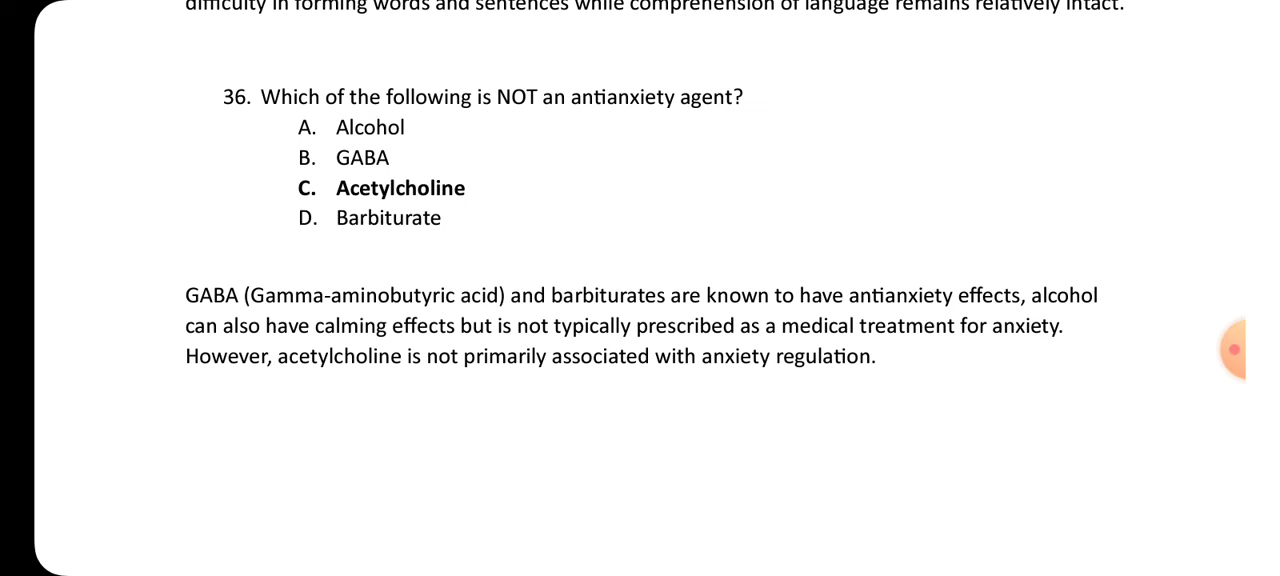 difficulty in forming words and sentences while comprehension of language remains relatively intact.
36. Which of the following is NOT an antianxiety agent?
A. Alcohol
B. GABA
C. Acetylcholine
D. Barbiturate
GABA (Gamma-aminobutyric acid) and barbiturates are known to have antianxiety effects, alcohol
can also have calming effects but is not typically prescribed as a medical treatment for anxiety.
However, acetylcholine is not primarily associated with anxiety regulation.